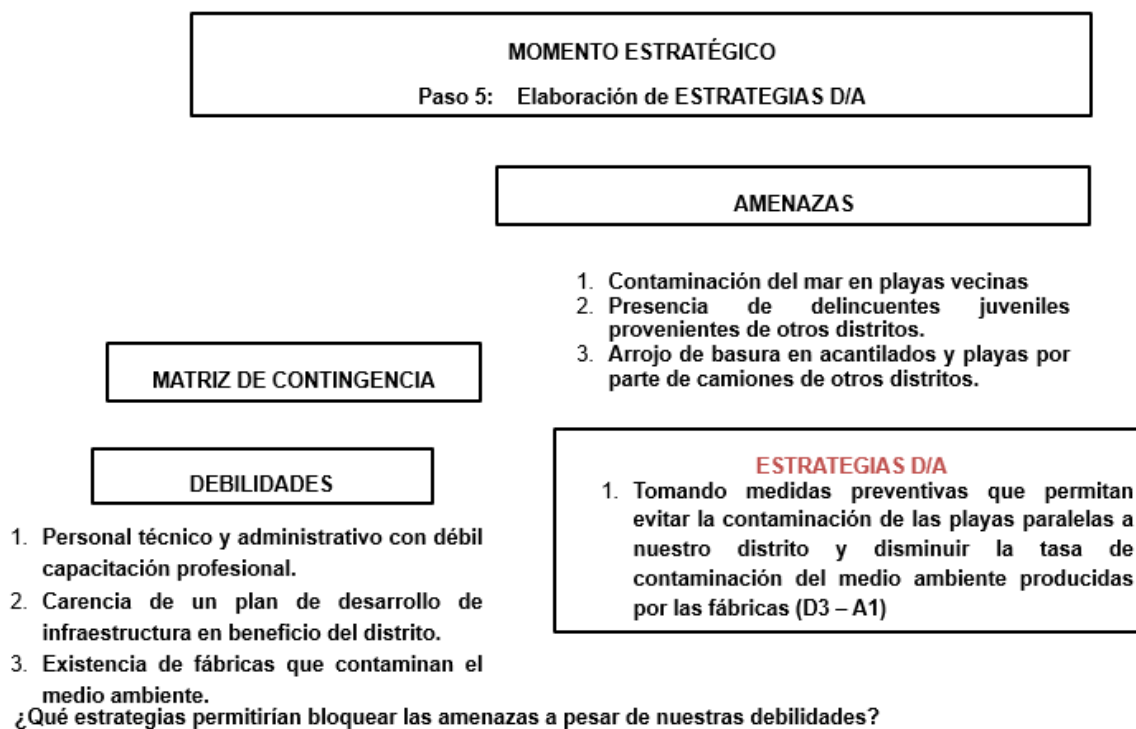 MOMENTO ESTRATÉGICO
Paso 5: Elaboración de ESTRATEGIAS D/A
AMENAZAS
1. Contaminación del mar en playas vecinas
2. Presencia de delincuentes juveniles
provenientes de otros distritos.
3. Arrojo de basura en acantilados y playas por
parte de camiones de otros distritos.
MATRIZ DE CONTINGENCIA
DEBILIDADES
1. Personal técnico y administrativo con débil
capacitación profesional.
2. Carencia de un plan de desarrollo de
infraestructura en beneficio del distrito.
3. Existencia de fábricas que contaminan el
medio ambiente.
ESTRATEGIAS D/A
1. Tomando medidas preventivas que permitan
evitar la contaminación de las playas paralelas a
nuestro distrito y disminuir la tasa de
contaminación del medio ambiente producidas
por las fábricas (D3 – A1)
¿Qué estrategias permitirían bloquear las amenazas a pesar de nuestras debilidades?